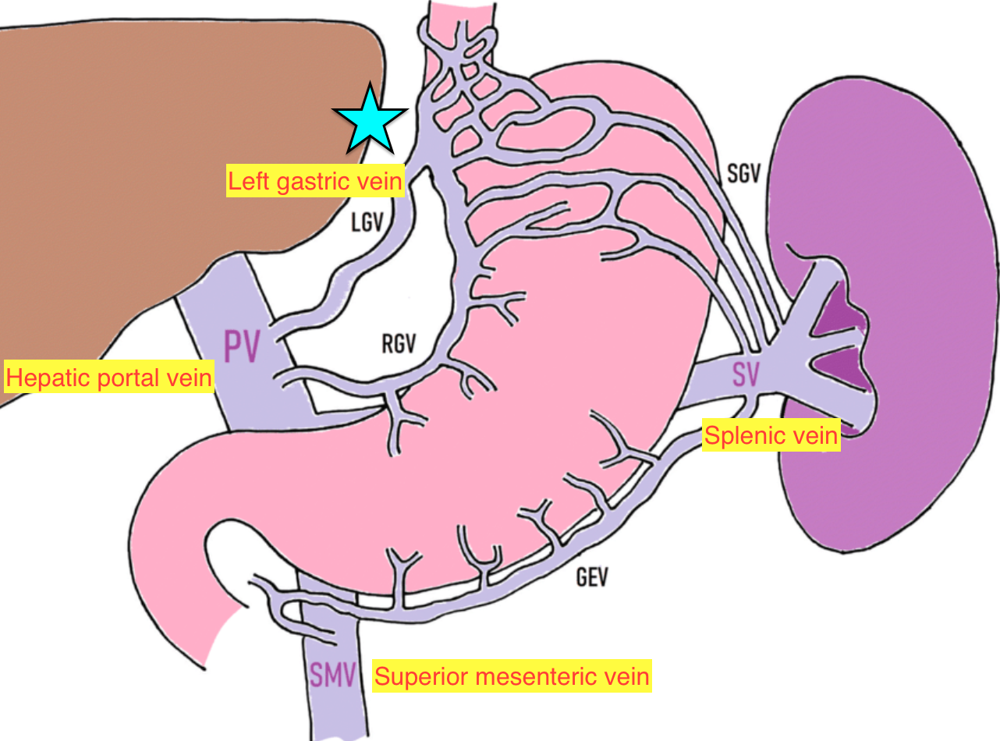 SGV
Left gastric vein
LGV
RGV
PV
Hepatic portal vein
SV
Splenic vein
GEV
SMV
Superior mesenteric vein